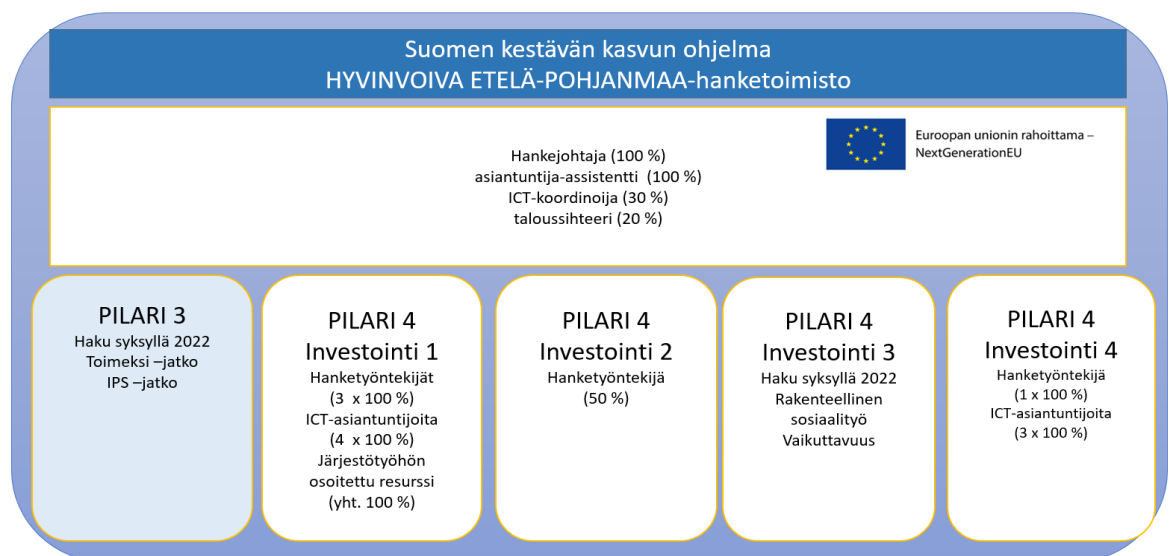 Suomen kestävän kasvun ohjelma
HYVINVOIVA ETELÄ-POHJANMAA-hanketoimisto
Hankejohtaja (100 %)
asiantuntija-assistentti (100 %)
ICT-koordinoija (30 %)
taloussihteeri (20 %)
Euroopan unionin rahoittama –
NextGenerationEU
PILARI 3
Haku syksyllä 2022
Toimeksi –jatko
IPS –jatko
PILARI 4
Investointi 1
Hanketyöntekijät
(3 x 100 %)
ICT-asiantuntijoita
(4 x 100 %)
Järjestötyöhön
osoitettu resurssi
(yht. 100 %)
PILARI 4
Investointi 2
Hanketyöntekijä
(50 %)
PILARI 4
Investointi 3
Haku syksyllä 2022
Rakenteellinen
sosiaalityö
Vaikuttavuus
PILARI 4
Investointi 4
Hanketyöntekijä
(1 x 100 %)
ICT-asiantuntijoita
(3 x 100 %)